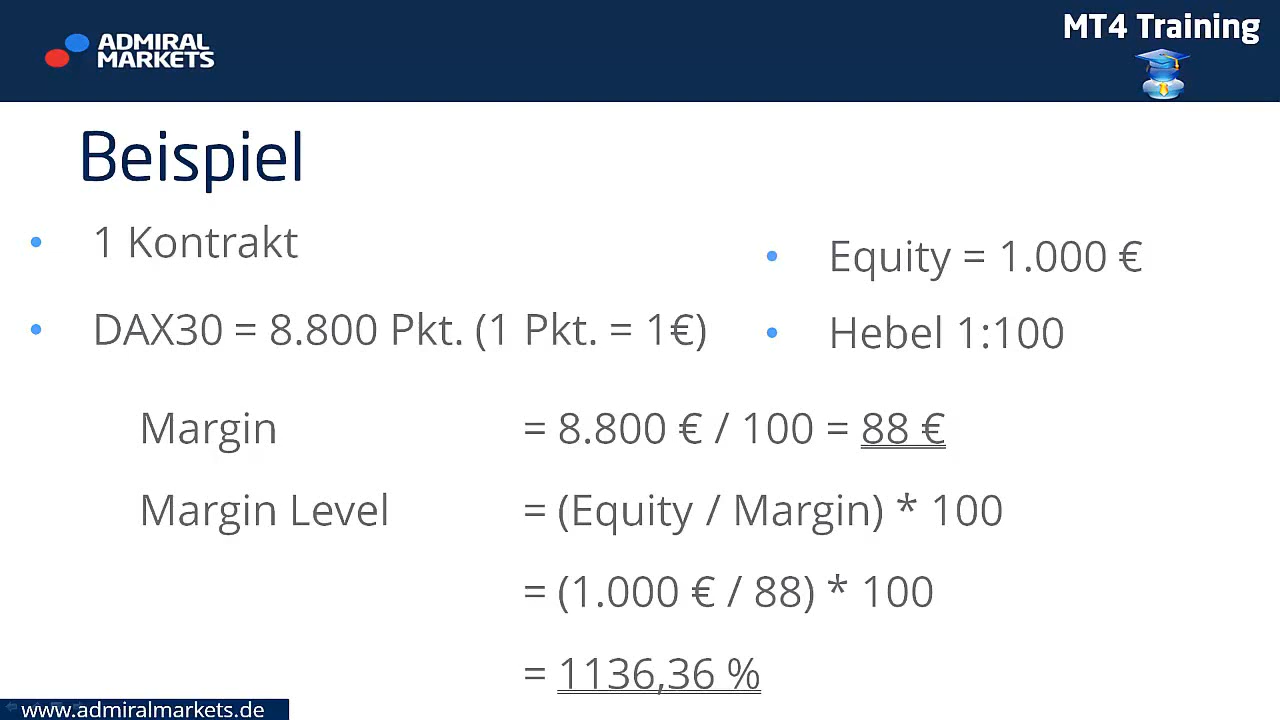 ADMIRAL
MARKETS
MT4 Training
Beispiel
• 1 Kontrakt
• DAX30 = 8.800 Pkt. (1 Pkt. = 1€)
• Equity = 1.000 €
• Hebel 1:100
Margin = 8.800 € / 100 = 88 €
Margin Level = (Equity / Margin) * 100
= (1.000 € / 88) * 100
= 1136,36 %
www.admiralmarkets.de